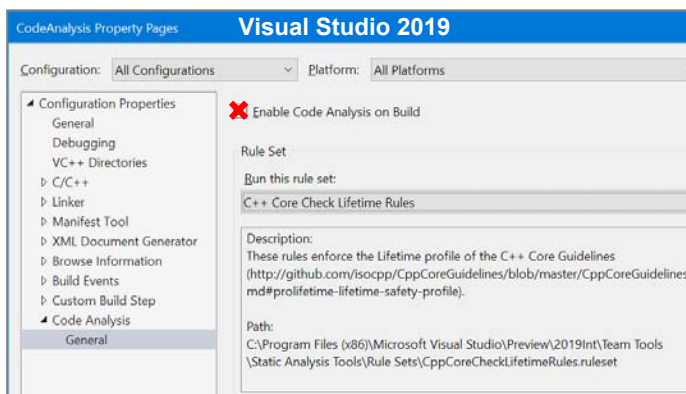 CodeAnalysis Property Pages
Visual Studio 2019
Configuration: All Configurations Platform: All Platforms
Configuration Properties
General
Debugging
VC++ Directories
C/C++
Linker
Manifest Tool
XML Document Generator
Browse Information
Build Events
Custom Build Step
Code Analysis
General
Enable Code Analysis on Build
Rule Set
Run this rule set:
C++ Core Check Lifetime Rules
Description:
These rules enforce the Lifetime profile of the C++ Core Guidelines
(http://github.com/isocpp/CppCoreGuidelines/blob/master/CppCoreGuidelines
md#prolifetime-lifetime-safety-profile).
Path:
C:\Program Files (x86)\Microsoft Visual Studio\Preview\2019Int\Team Tools
\Static Analysis Tools\Rule Sets\CppCoreCheckLifetimeRules.ruleset